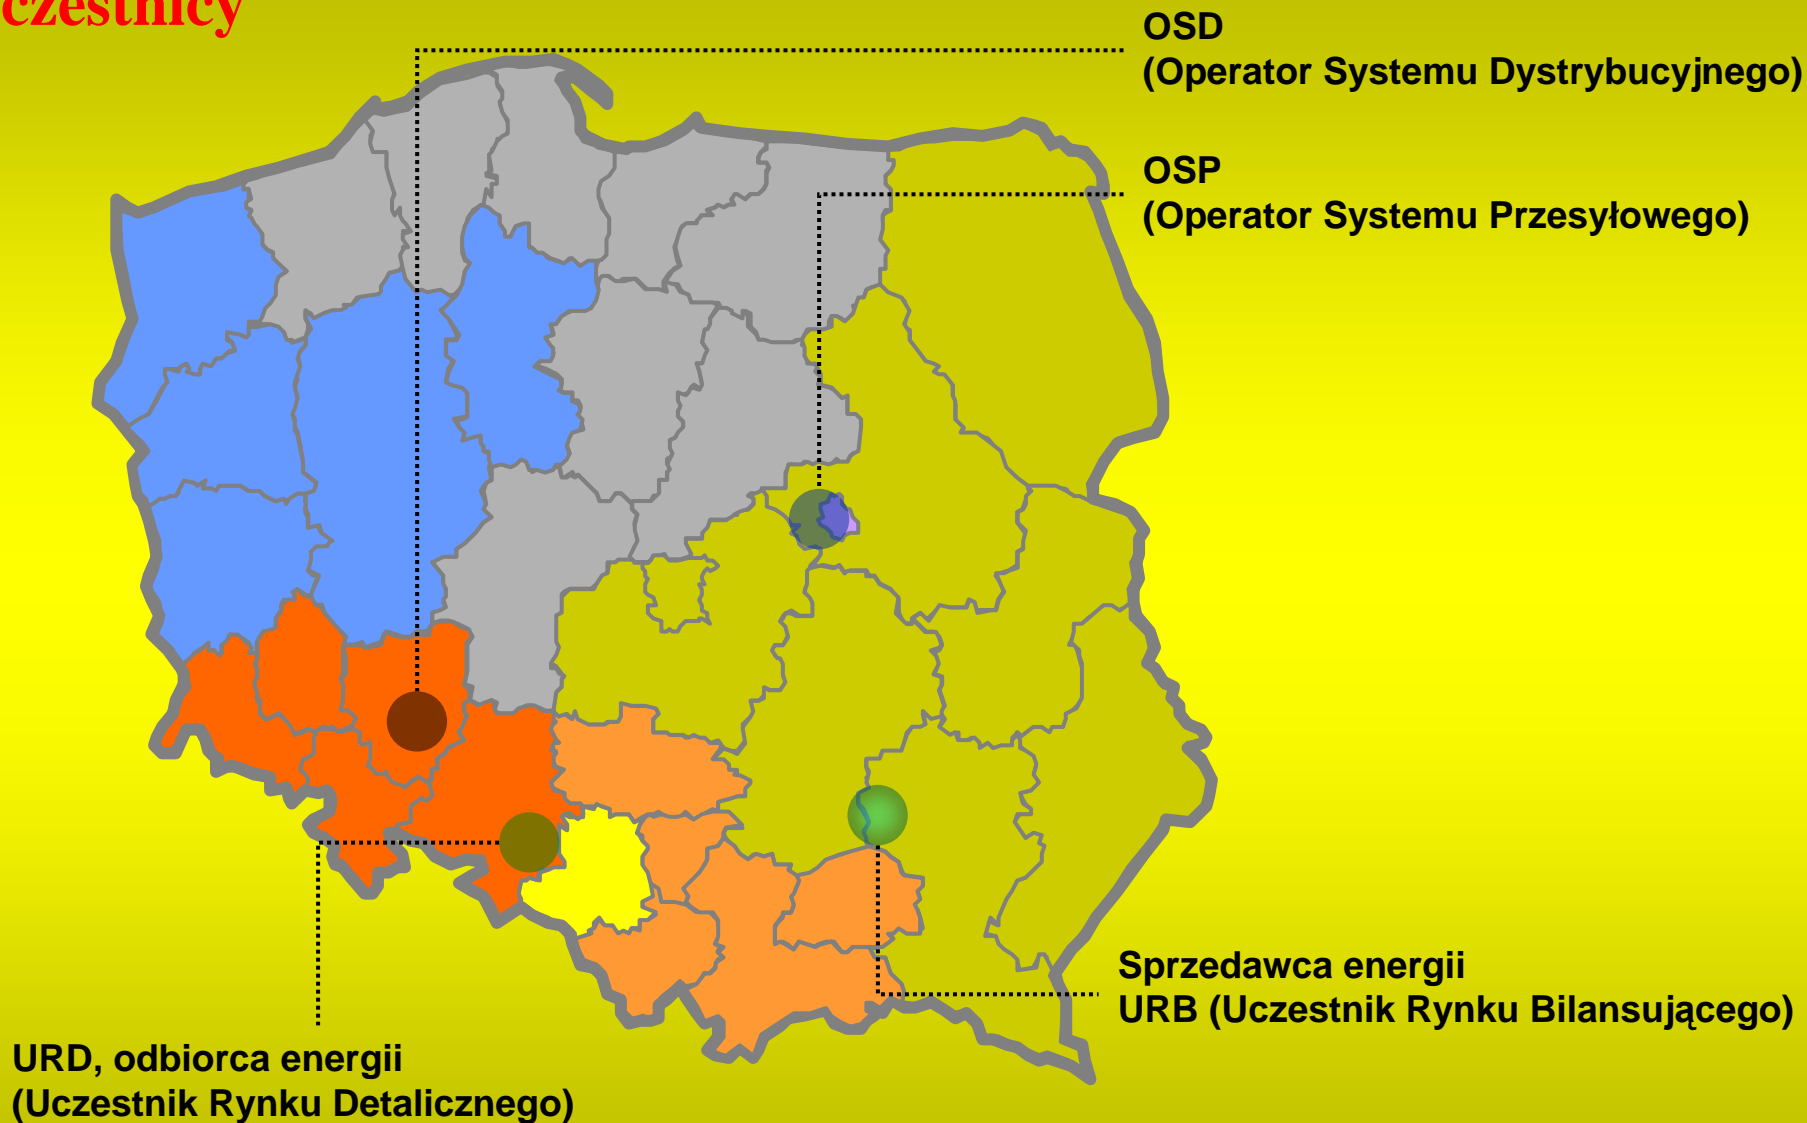 czestnicy
OSD
(Operator Systemu Dystrybucyjnego)
OSP
(Operator Systemu Przesyłowego)
Sprzedawca energii
URB (Uczestnik Rynku Bilansującego)
URD, odbiorca energii
(Uczestnik Rynku Detalicznego)